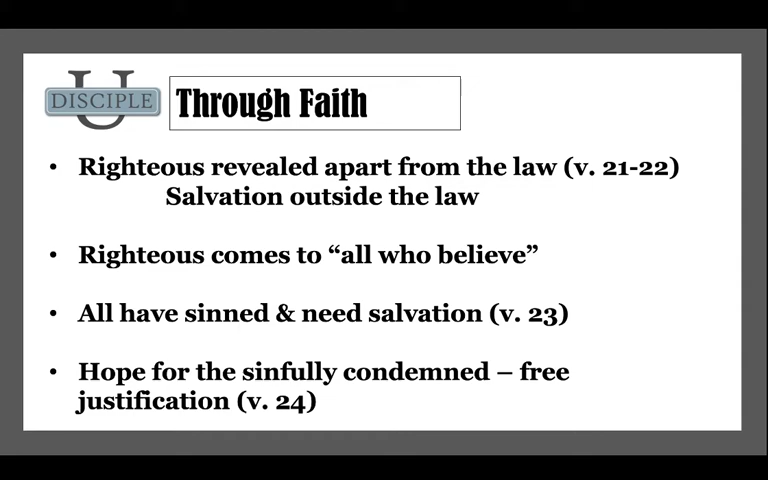 U
DISCIPLE
Through Faith
• Righteous revealed apart from the law (v. 21-22)
Salvation outside the law
• Righteous comes to “all who believe”
• All have sinned & need salvation (v. 23)
• Hope for the sinfully condemned – free
justification (v. 24)